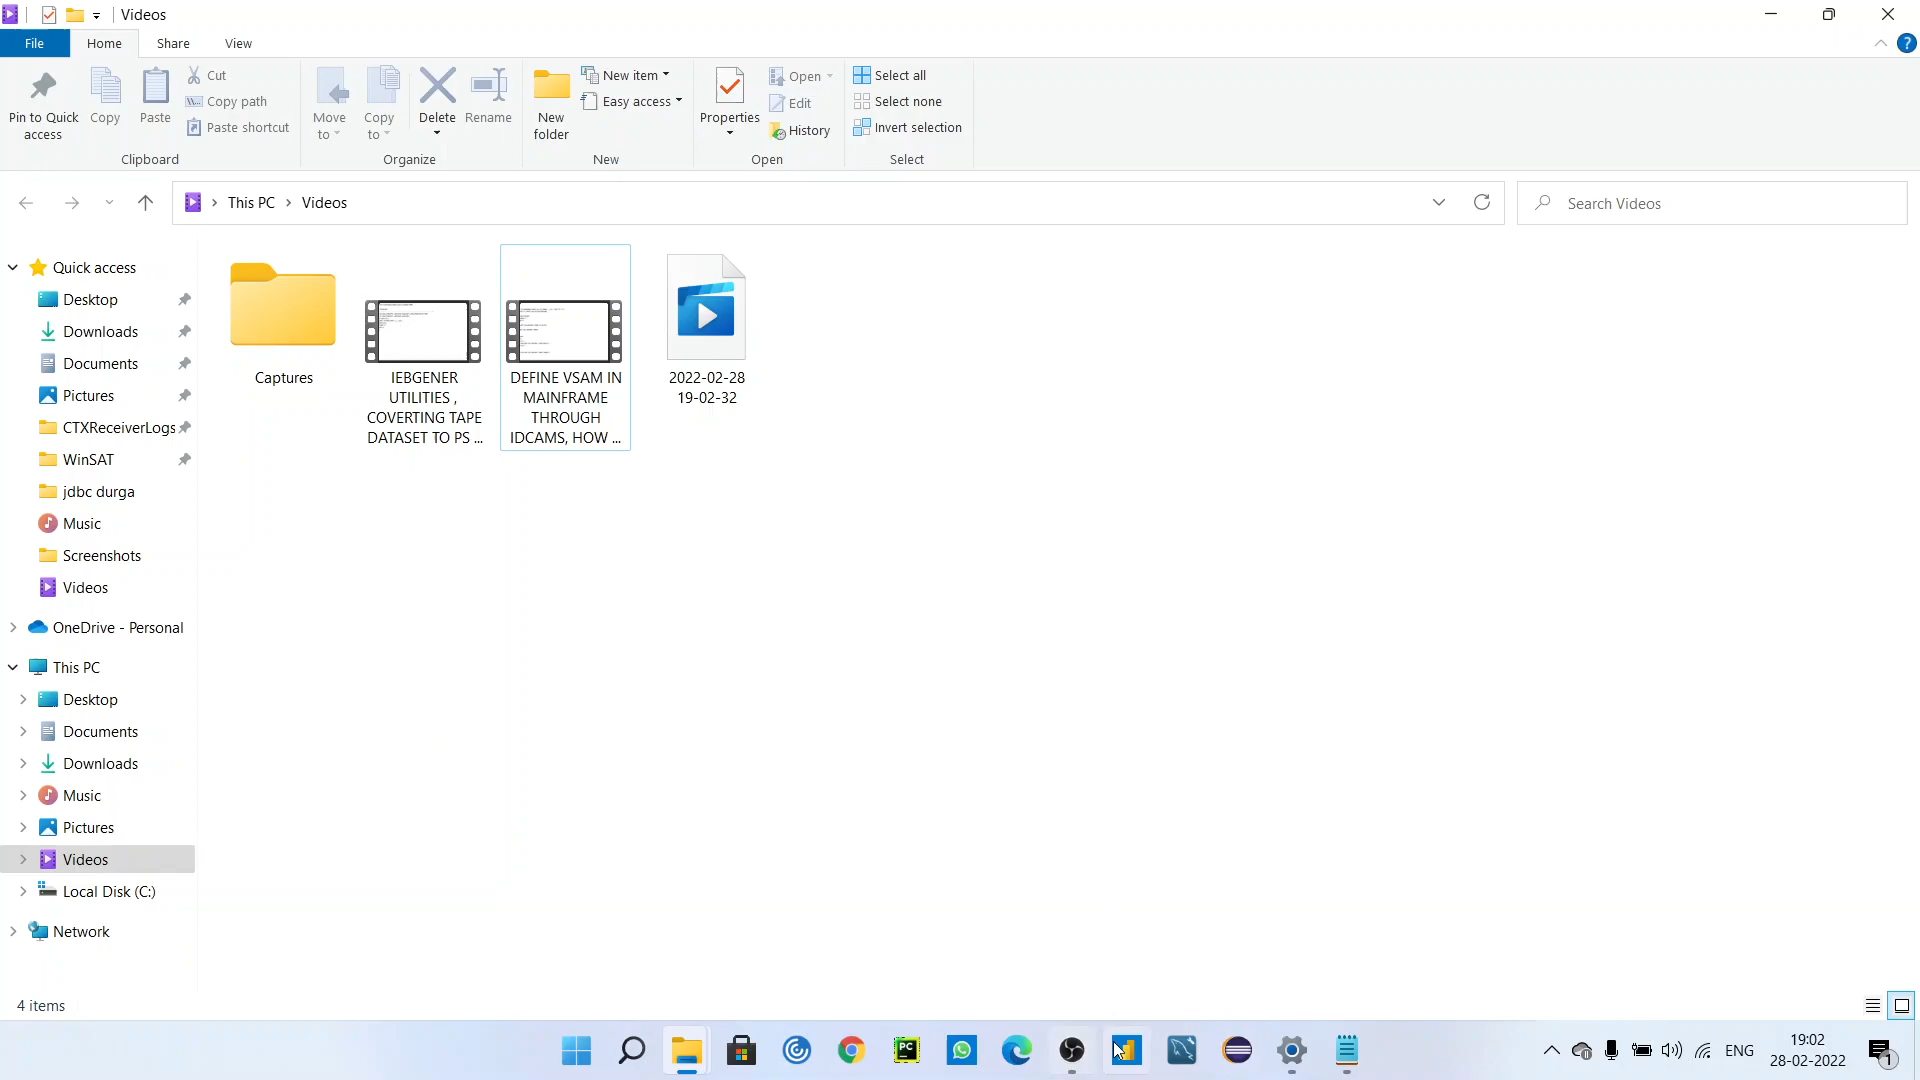 Videos
File
Home
Share
View
Pin to Quick
access
Copy
Paste
Cut
Copy path
Paste shortcut
Clipboard
Move
to
Copy
to
Delete
Rename
Organize
New
folder
New item
Easy access
New
Properties
Open
Edit
History
Open
Select all
Select none
Invert selection
Select
This PC
Videos
Search Videos
Quick access
Desktop
Downloads
Documents
Pictures
CTXReceiverLogs
WinSAT
jdbc durga
Music
Screenshots
Videos
OneDrive - Personal
This PC
Desktop
Documents
Downloads
Music
Pictures
Videos
Local Disk (C:)
Network
Captures
IEBGENER
UTILITIES ,
COVERTING TAPE
DATASET TO PS ...
DEFINE VSAM IN
MAINFRAME
THROUGH
IDCAMS, HOW ...
2022-02-28
19-02-32
4 items
PC
ENG
19:02
28-02-2022
1